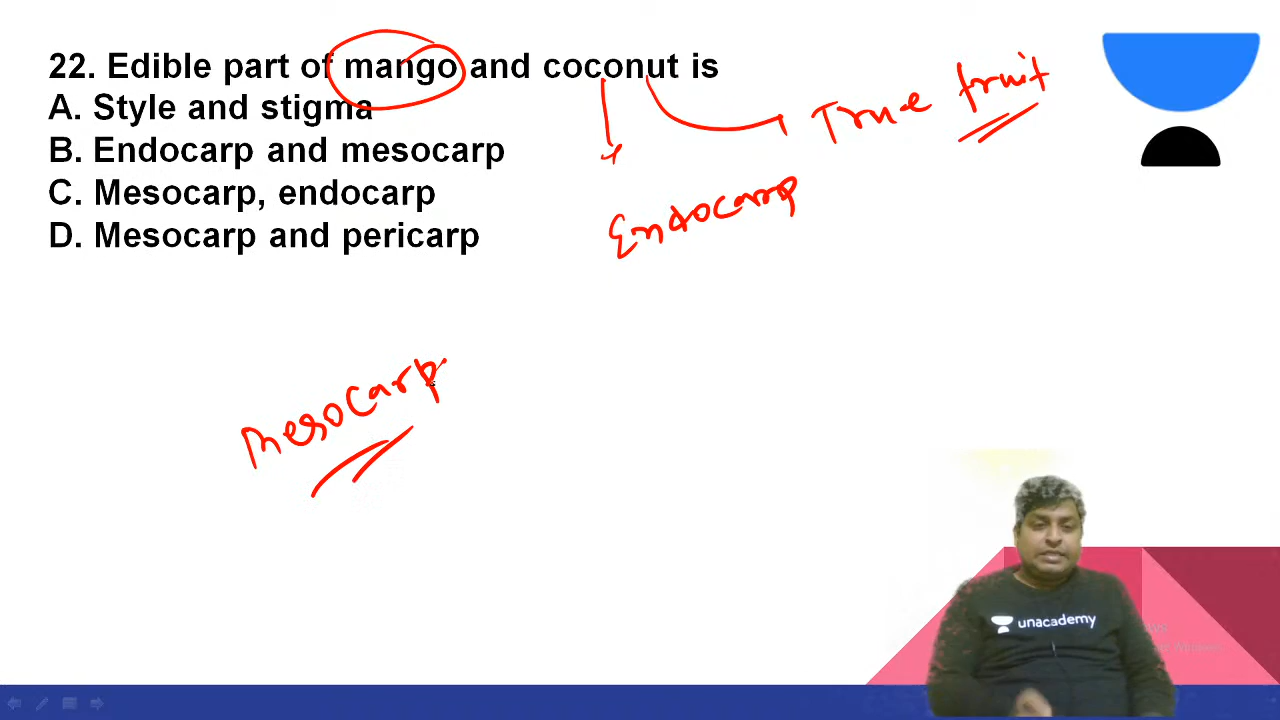 22. Edible part of mango and coconut is
A. Style and stigma
B. Endocarp and mesocarp
C. Mesocarp, endocarp
D. Mesocarp and pericarp
True fruit
Endocarp
Mesocarp
unacademy